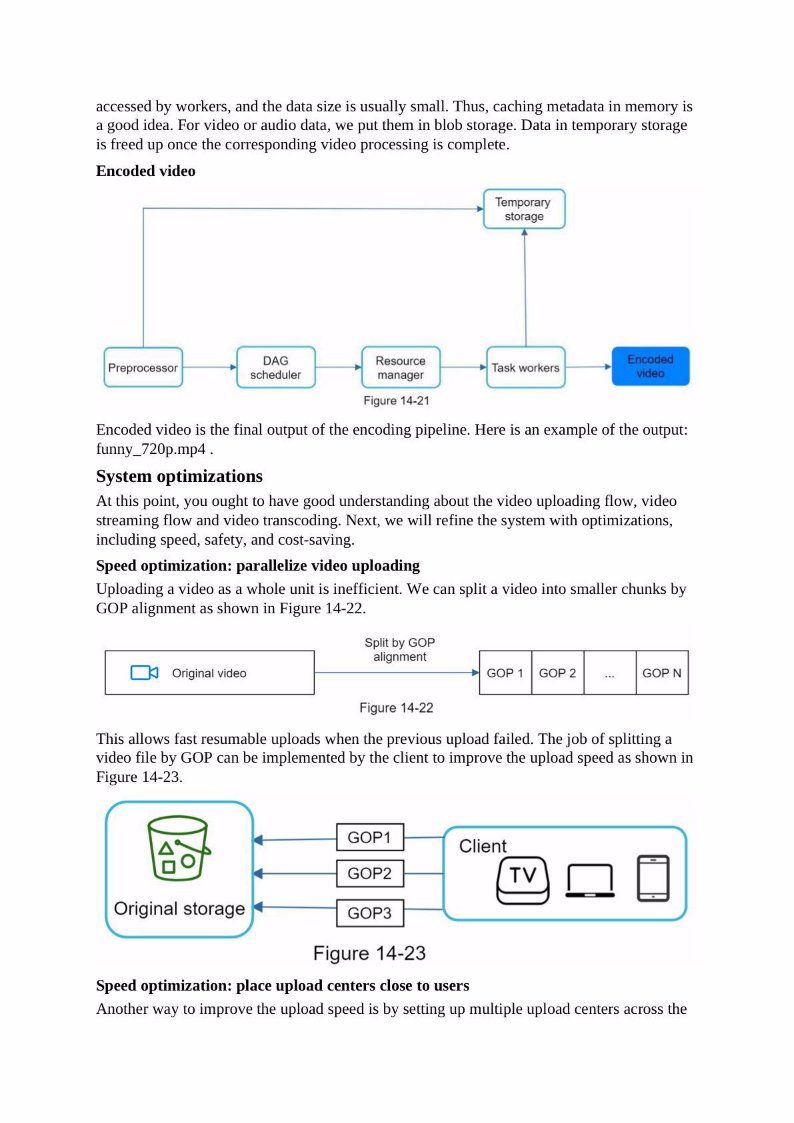 accessed by workers, and the data size is usually small. Thus, caching metadata in memory is
a good idea. For video or audio data, we put them in blob storage. Data in temporary storage
is freed up once the corresponding video processing is complete.
Encoded video
Temporary
storage
Preprocessor
DAG
scheduler
Resource
manager
Task workers
Encoded
video
Figure 14-21
Encoded video is the final output of the encoding pipeline. Here is an example of the output:
funny_720p.mp4 .
System optimizations
At this point, you ought to have good understanding about the video uploading flow, video
streaming flow and video transcoding. Next, we will refine the system with optimizations,
including speed, safety, and cost-saving.
Speed optimization: parallelize video uploading
Uploading a video as a whole unit is inefficient. We can split a video into smaller chunks by
GOP alignment as shown in Figure 14-22.
Original video
Split by GOP
alignment
GOP 1 GOP 2 ... GOP N
Figure 14-22
This allows fast resumable uploads when the previous upload failed. The job of splitting a
video file by GOP can be implemented by the client to improve the upload speed as shown in
Figure 14-23.
Original storage
GOP1
GOP2
GOP3
Client
TV
Figure 14-23
Speed optimization: place upload centers close to users
Another way to improve the upload speed is by setting up multiple upload centers across the